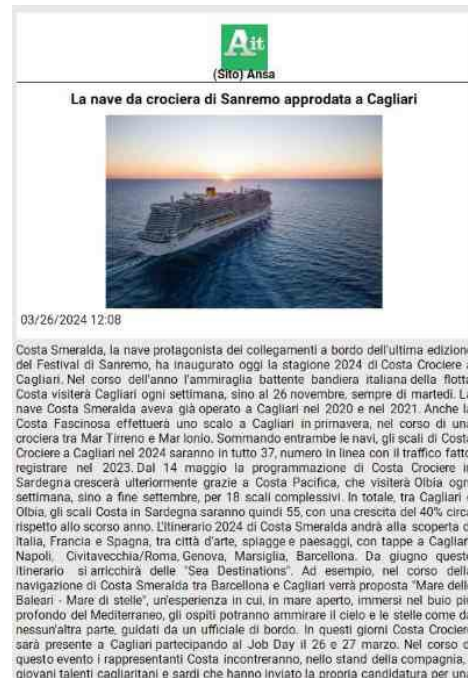 Ait
(Sito) Ansa
La nave da crociera di Sanremo approdata a Cagliari
03/26/2024 12:08
Costa Smeralda, la nave protagonista dei collegamenti a bordo dell'ultima edizione
del Festival di Sanremo, ha inaugurato oggi la stagione 2024 di Costa Crociere a
Cagliari. Nel corso dell'anno l'ammiraglia battente bandiera italiana della flotta
Costa visiterà Cagliari ogni settimana, sino al 26 novembre, sempre di martedì. La
nave Costa Smeralda aveva già operato a Cagliari nel 2020 e nel 2021. Anche la
Costa Fascinosa effettuerà uno scalo a Cagliari in primavera, nel corso di una
crociera tra Mar Tirreno e Mar Ionio. Sommando entrambe le navi, gli scali di Costa
Crociere a Cagliari nel 2024 saranno in tutto 37, numero in linea con il traffico fatto
registrare nel 2023. Dal 14 maggio la programmazione di Costa Crociere in
Sardegna crescerà ulteriormente grazie a Costa Pacifica, che visiterà Olbia ogni
settimana, sino a fine settembre, per 18 scali complessivi. In totale, tra Cagliari e
Olbia, gli scali Costa in Sardegna saranno quindi 55, con una crescita del 40% circa
rispetto allo scorso anno. L'itinerario 2024 di Costa Smeralda andrà alla scoperta di
Italia, Francia e Spagna, tra città d'arte, spiagge e paesaggi, con tappe a Cagliari,
Napoli, Civitavecchia/Roma, Genova, Marsiglia, Barcellona. Da giugno questo
itinerario si arricchirà delle "Sea Destinations". Ad esempio, nel corso della
navigazione di Costa Smeralda tra Barcellona e Cagliari verrà proposta "Mare delle
Baleari - Mare di stelle", un'esperienza in cui, in mare aperto, immersi nel buio più
profondo del Mediterraneo, gli ospiti potranno ammirare il cielo e le stelle come da
nessun'altra parte, guidati da un ufficiale di bordo. In questi giorni Costa Crociere
sarà presente a Cagliari partecipando al Job Day il 26 e 27 marzo. Nel corso di
questo evento i rappresentanti Costa incontreranno, nello stand della compagnia, i
giovani talenti cagliaritani e sardi che hanno inviato la propria candidatura per una